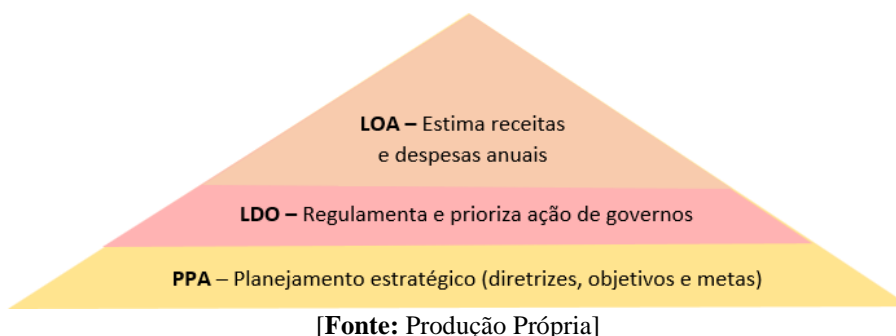 LOA – Estima receitas
e despesas anuais
LDO – Regulamenta e prioriza ação de governos
PPA – Planejamento estratégico (diretrizes, objetivos e metas)
[Fonte: Produção Própria]